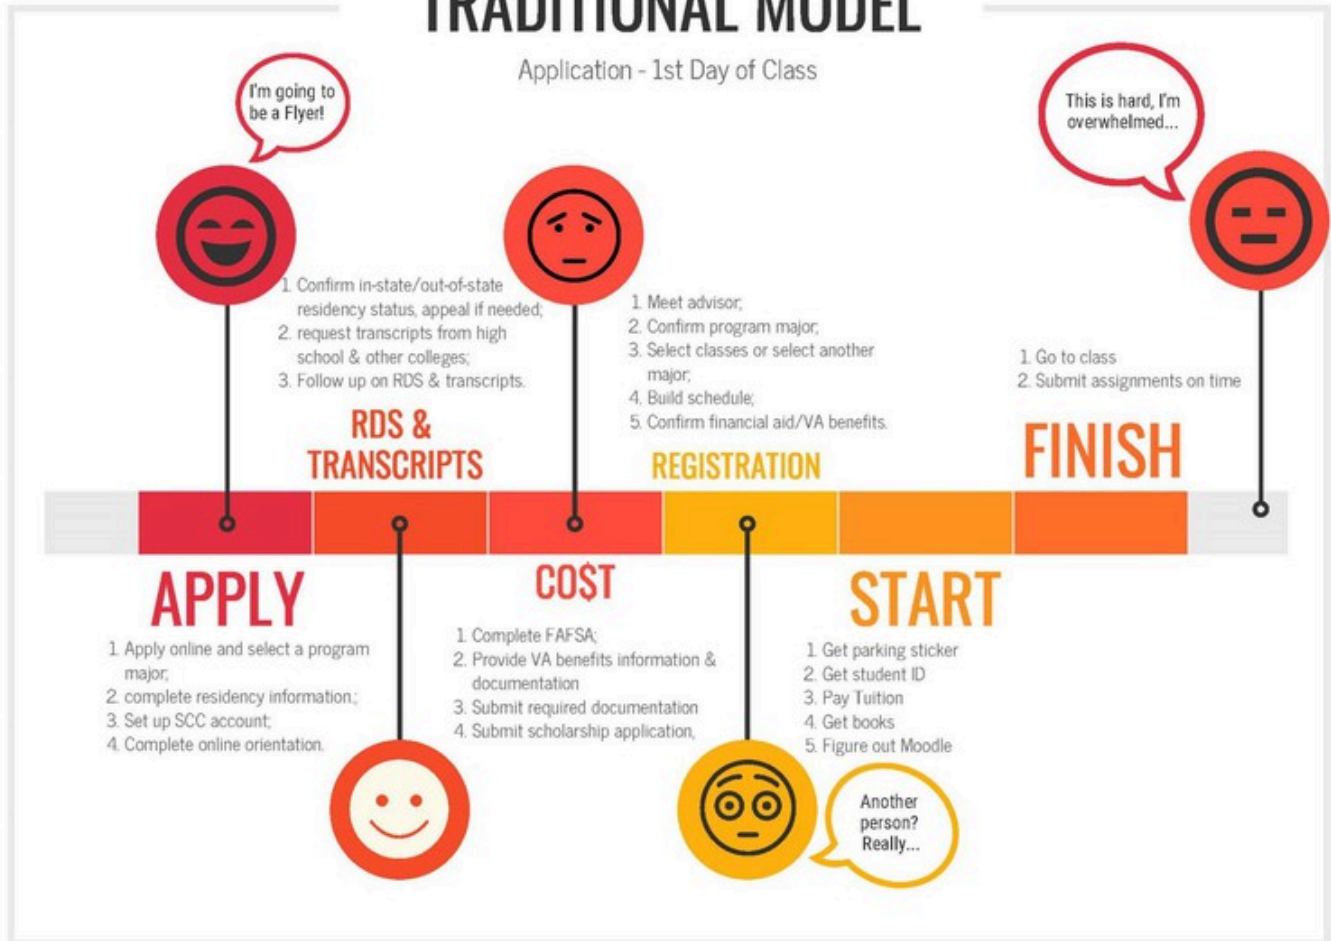 TRADITIONAL MODEL
Application - 1st Day of Class
I'm going to
be a Flyer!
This is hard, I'm
overwhelmed...
1. Confirm in-state/out-of-state
residency status, appeal if needed;
2. request transcripts from high
school & other colleges;
3. Follow up on RDS & transcripts.
RDS &
TRANSCRIPTS
1. Meet advisor;
2. Confirm program major;
3. Select classes or select another
major;
4. Build schedule;
5. Confirm financial aid/VA benefits.
REGISTRATION
1. Go to class
2. Submit assignments on time
FINISH
APPLY
1. Apply online and select a program
major;
2. complete residency information.;
3. Set up SCC account;
4. Complete online orientation.
CO$T
1. Complete FAFSA;
2. Provide VA benefits information &
documentation
3. Submit required documentation
4. Submit scholarship application,
START
1. Get parking sticker
2. Get student ID
3. Pay Tuition
4. Get books
5. Figure out Moodle
Another
person?
Really...